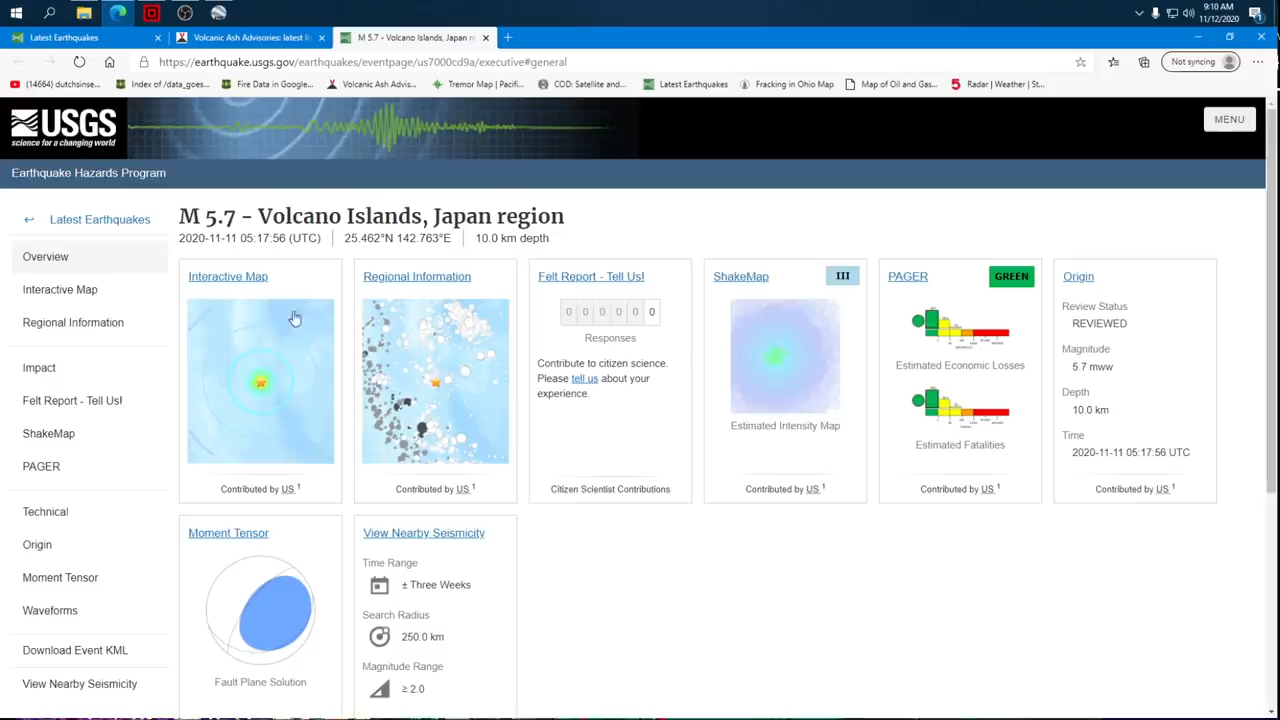 9:10 AM
11/12/2020
Latest Earthquakes
Volcanic Ash Advisories: latest li
M 5.7 - Volcano Islands, Japan re
https://earthquake.usgs.gov/earthquakes/eventpage/us7000cd9a/executive#general
Not syncing
(14664) dutchsinse...
Index of /data_goes...
Fire Data in Google...
Volcanic Ash Advis...
Tremor Map | Pacifi...
COD: Satellite and...
Latest Earthquakes
Fracking in Ohio Map
Map of Oil and Gas...
Radar | Weather | St...
USGS
science for a changing world
MENU
Earthquake Hazards Program
Latest Earthquakes
Overview
Interactive Map
Regional Information
Impact
Felt Report - Tell Us!
ShakeMap
PAGER
Technical
Origin
Moment Tensor
Waveforms
Download Event KML
View Nearby Seismicity
M 5.7 - Volcano Islands, Japan region
2020-11-11 05:17:56 (UTC) | 25.462°N 142.763°E | 10.0 km depth
Interactive Map
Contributed by US 1
Regional Information
Contributed by US 1
Felt Report - Tell Us!
0 0 0 0 0 0
Responses
Contribute to citizen science.
Please tell us about your
experience.
Citizen Scientist Contributions
ShakeMap
III
Estimated Intensity Map
Contributed by US 1
PAGER
GREEN
Estimated Economic Losses
Estimated Fatalities
Contributed by US 1
Origin
Review Status
REVIEWED
Magnitude
5.7 mww
Depth
10.0 km
Time
2020-11-11 05:17:56 UTC
Contributed by US 1
Moment Tensor
Fault Plane Solution
View Nearby Seismicity
Time Range
± Three Weeks
Search Radius
250.0 km
Magnitude Range
≥ 2.0